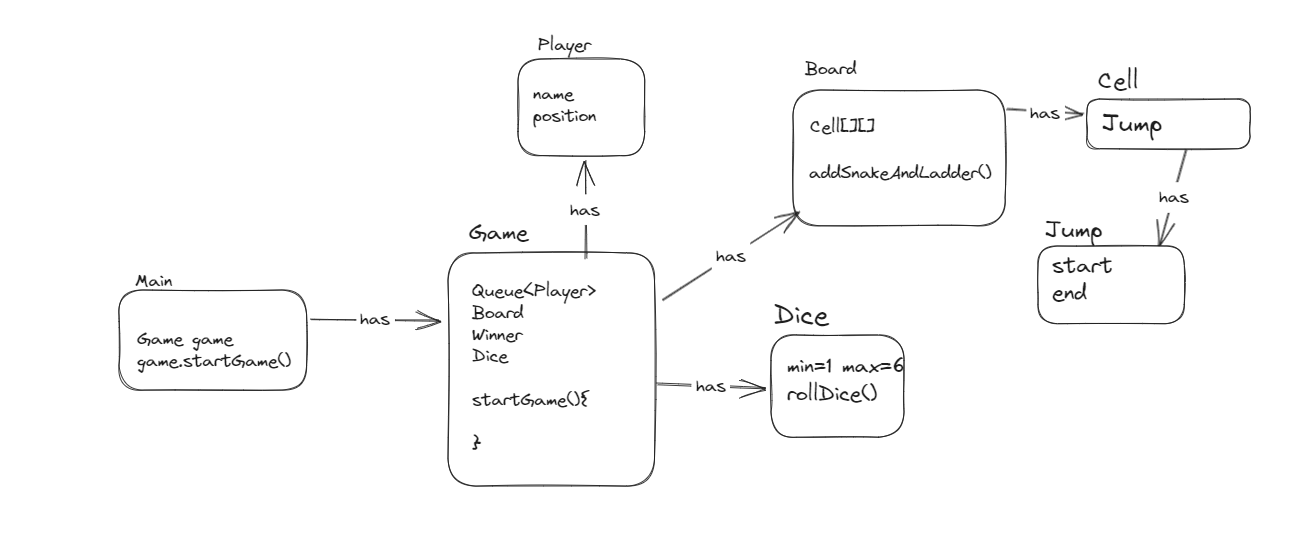 Player
name
position
has
Board
Cell[][]
addSnakeAndLadder()
has
Cell
Jump
has
Jump
start
end
Main
Game game
game.startGame()
has
Game
Queue<Player>
Board
Winner
Dice
startGame(){
}
has
has
Dice
min=1 max=6
rollDice()